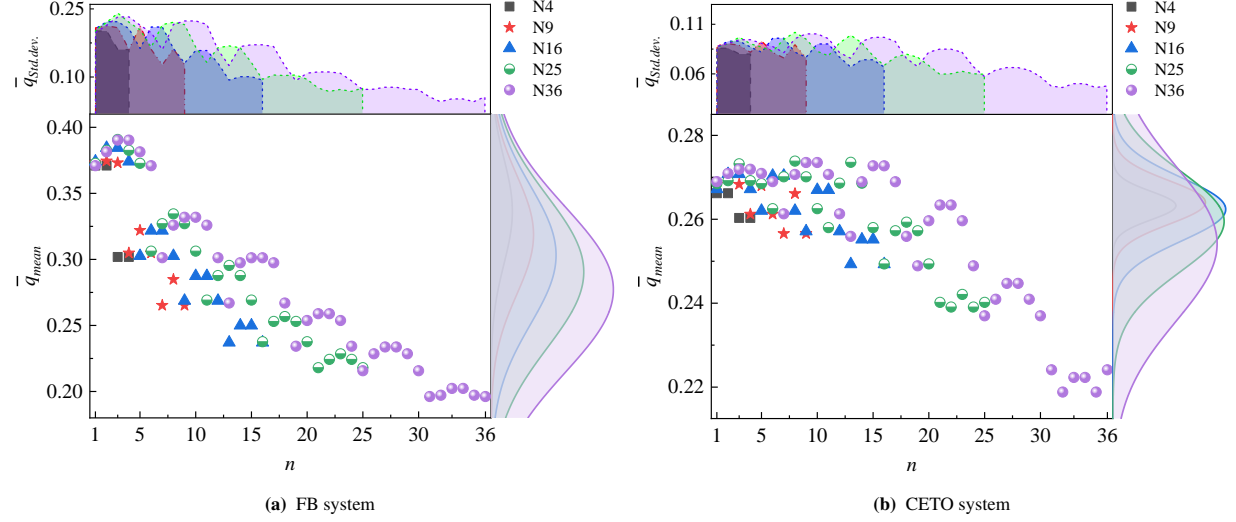 0.25
0.10
q̄Std.dev.
N4
N9
N16
N25
N36
0.40
0.35
0.30
0.25
0.20
q̄mean
1 5 10 15 20 25 30 36
n
(a) FB system
0.11
0.06
q̄Std.dev.
N4
N9
N16
N25
N36
0.28
0.26
0.24
0.22
q̄mean
1 5 10 15 20 25 30 36
n
(b) CETO system